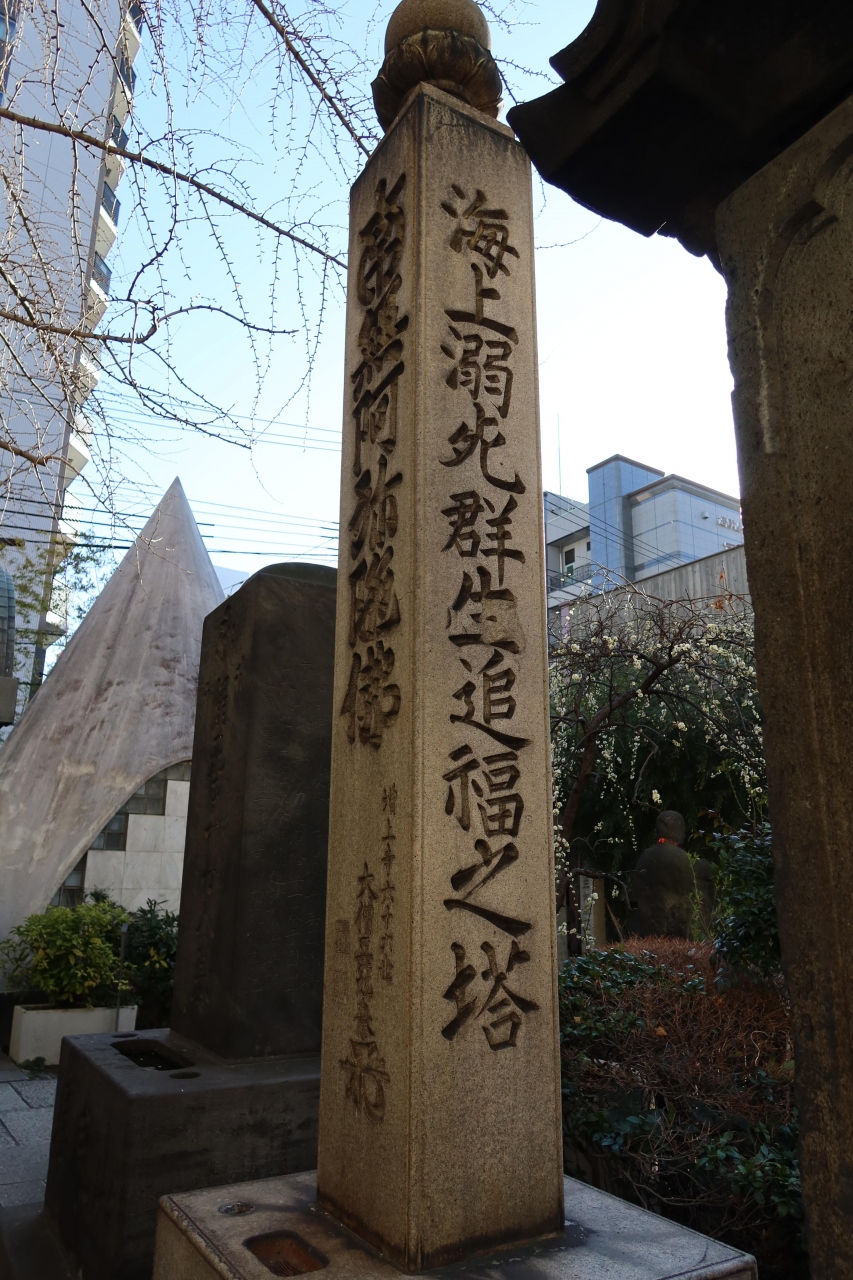 海上溺死群生追福之塔
南無阿弥陀佛
増上寺六十六世
大僧正